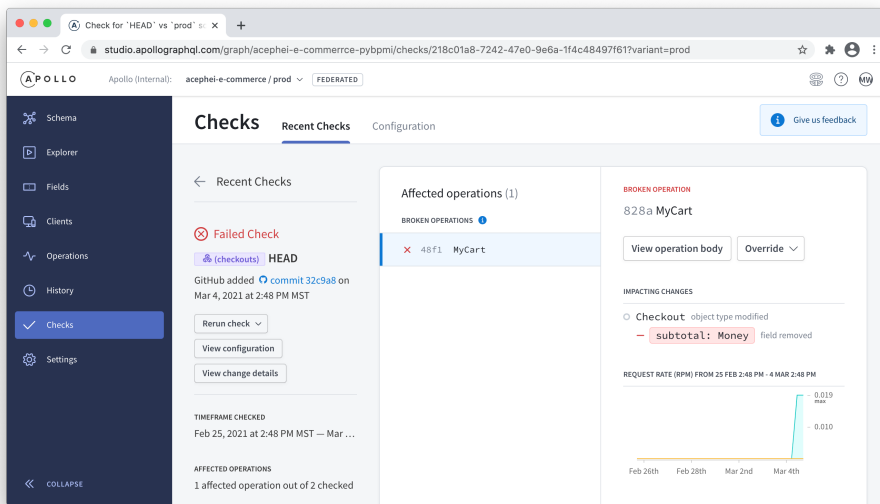 Check for `HEAD` vs `prod` sc
studio.apollographql.com/graph/acephei-e-commerrce-pybpmi/checks/218c01a8-7242-47e0-9e6a-1f4c48497f61?variant=prod
APOLLO
Apollo (Internal):
acephei-e-commerce / prod
FEDERATED
MW
Schema
Explorer
Fields
Clients
Operations
History
Checks
Settings
COLLAPSE
Checks
Recent Checks
Configuration
Give us feedback
Recent Checks
Failed Check
(checkouts) HEAD
GitHub added commit 32c9a8 on
Mar 4, 2021 at 2:48 PM MST
Rerun check
View configuration
View change details
TIMEFRAME CHECKED
Feb 25, 2021 at 2:48 PM MST — Mar ...
AFFECTED OPERATIONS
1 affected operation out of 2 checked
Affected operations (1)
BROKEN OPERATIONS
48f1 MyCart
BROKEN OPERATION
828a MyCart
View operation body
Override
IMPACTING CHANGES
Checkout object type modified
subtotal: Money field removed
REQUEST RATE (RPM) FROM 25 FEB 2:48 PM - 4 MAR 2:48 PM
0.019
max
0.010
Feb 26th
Feb 28th
Mar 2nd
Mar 4th